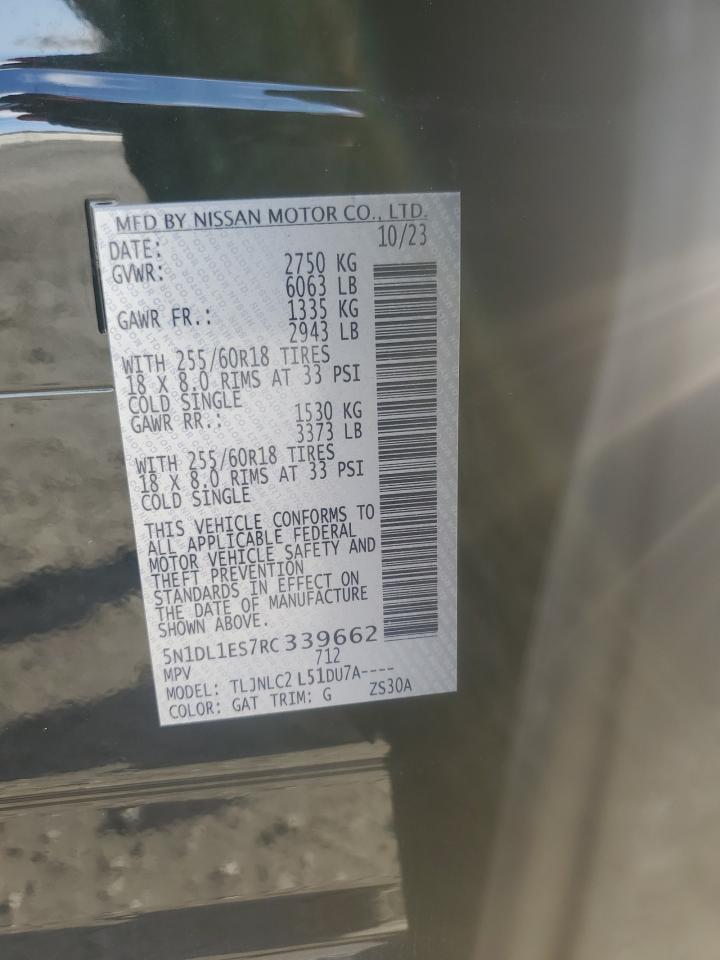 MFD BY NISSAN MOTOR CO., LTD.
DATE: 10/23
GVWR: 2750 KG
6063 LB
GAWR FR.: 1335 KG
2943 LB
WITH 255/60R18 TIRES
18 X 8.0 RIMS AT 33 PSI
COLD SINGLE
GAWR RR.: 1530 KG
3373 LB
WITH 255/60R18 TIRES
18 X 8.0 RIMS AT 33 PSI
COLD SINGLE
THIS VEHICLE CONFORMS TO
ALL APPLICABLE FEDERAL
MOTOR VEHICLE SAFETY AND
THEFT PREVENTION
STANDARDS IN EFFECT ON
THE DATE OF MANUFACTURE
SHOWN ABOVE.
5N1DL1ES7RC339662
MPV 712
MODEL: TLJNLC2 L51DU7A----
COLOR: GAT TRIM: G ZS30A